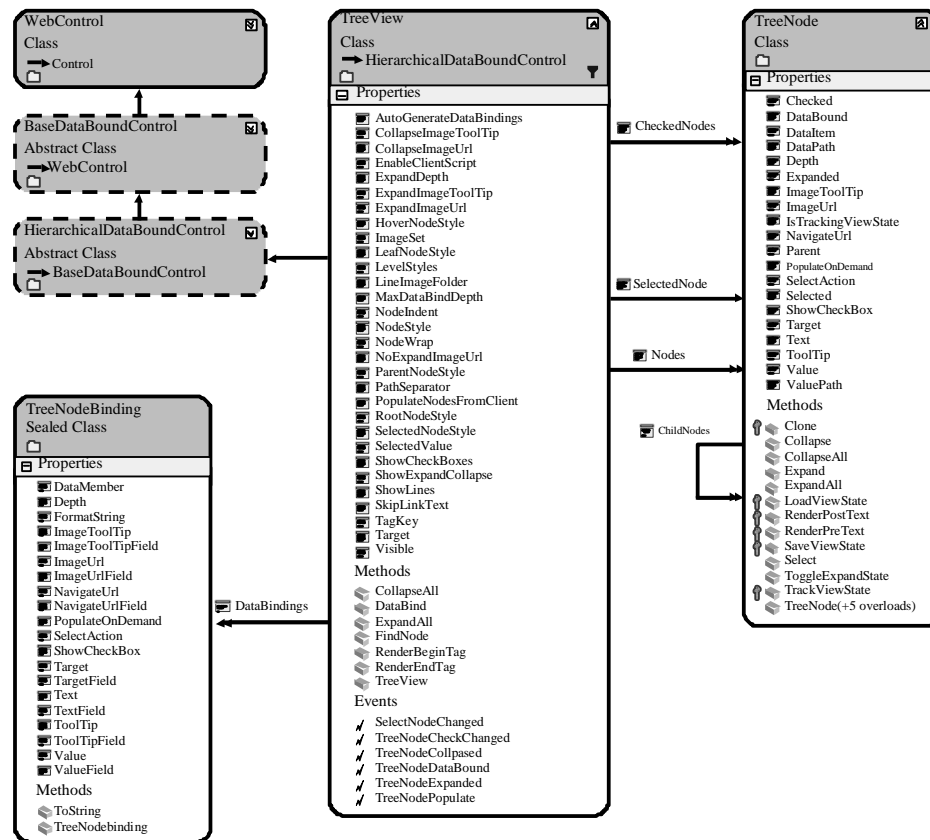 WebControl
Class
Control
BaseDataBoundControl
Abstract Class
WebControl
HierarchicalDataBoundControl
Abstract Class
BaseDataBoundControl
TreeNodeBinding
Sealed Class
Properties
DataMember
Depth
FormatString
ImageToolTip
ImageToolTipField
ImageUrl
ImageUrlField
NavigateUrl
NavigateUrlField
PopulateOnDemand
SelectAction
ShowCheckBox
Target
TargetField
Text
TextField
ToolTip
ToolTipField
Value
ValueField
Methods
ToString
TreeNodebinding
DataBindings
TreeView
Class
HierarchicalDataBoundControl
Properties
AutoGenerateDataBindings
CollapseImageToolTip
CollapseImageUrl
EnableClientScript
ExpandDepth
ExpandImageToolTip
ExpandImageUrl
HoverNodeStyle
ImageSet
LeafNodeStyle
LevelStyles
LineImageFolder
MaxDataBindDepth
NodeIndent
NodeStyle
NodeWrap
NoExpandImageUrl
ParentNodeStyle
PathSeparator
PopulateNodesFromClient
RootNodeStyle
SelectedNodeStyle
SelectedValue
ShowCheckBoxes
ShowExpandCollapse
ShowLines
SkipLinkText
TagKey
Target
Visible
Methods
CollapseAll
DataBind
ExpandAll
FindNode
RenderBeginTag
RenderEndTag
TreeView
Events
SelectNodeChanged
TreeNodeCheckChanged
TreeNodeCollpased
TreeNodeDataBound
TreeNodeExpanded
TreeNodePopulate
CheckedNodes
SelectedNode
Nodes
ChildNodes
TreeNode
Class
Properties
Checked
DataBound
DataItem
DataPath
Depth
Expanded
ImageToolTip
ImageUrl
IsTrackingViewState
NavigateUrl
Parent
PopulateOnDemand
SelectAction
Selected
ShowCheckBox
Target
Text
ToolTip
Value
ValuePath
Methods
Clone
Collapse
CollapseAll
Expand
ExpandAll
LoadViewState
RenderPostText
RenderPreText
SaveViewState
Select
ToggleExpandState
TrackViewState
TreeNode(+5 overloads)